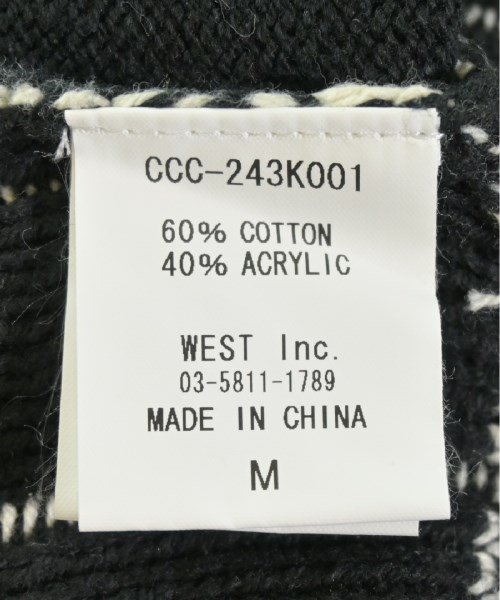 CCC-243K001
60% COTTON
40% ACRYLIC
WEST Inc.
03-5811-1789
MADE IN CHINA
M